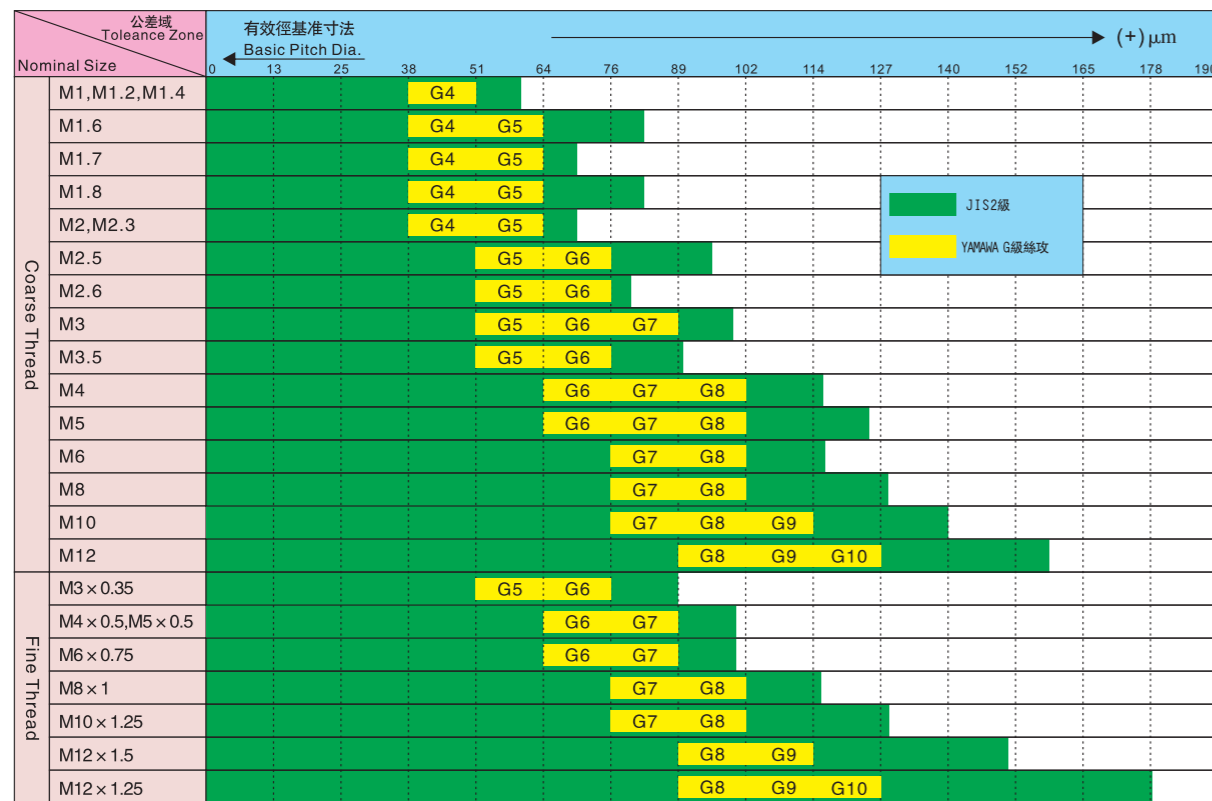 公差域
Toleance Zone
Nominal Size
有效徑基准寸法
Basic Pitch Dia.
(+)μm
0 13 25 38 51 64 76 89 102 114 127 140 152 165 178 190
Coarse Thread
M1,M1.2,M1.4 G4
M1.6 G4 G5
M1.7 G4 G5
M1.8 G4 G5
M2,M2.3 G4 G5
M2.5 G5 G6
M2.6 G5 G6
M3 G5 G6 G7
M3.5 G5 G6
M4 G6 G7 G8
M5 G6 G7 G8
M6 G7 G8
M8 G7 G8
M10 G7 G8 G9
M12 G8 G9 G10
JIS2級
YAMAWA G級絲攻
Fine Thread
M3×0.35 G5 G6
M4×0.5,M5×0.5 G6 G7
M6×0.75 G6 G7
M8×1 G7 G8
M10×1.25 G7 G8
M12×1.5 G8 G9
M12×1.25 G8 G9 G10